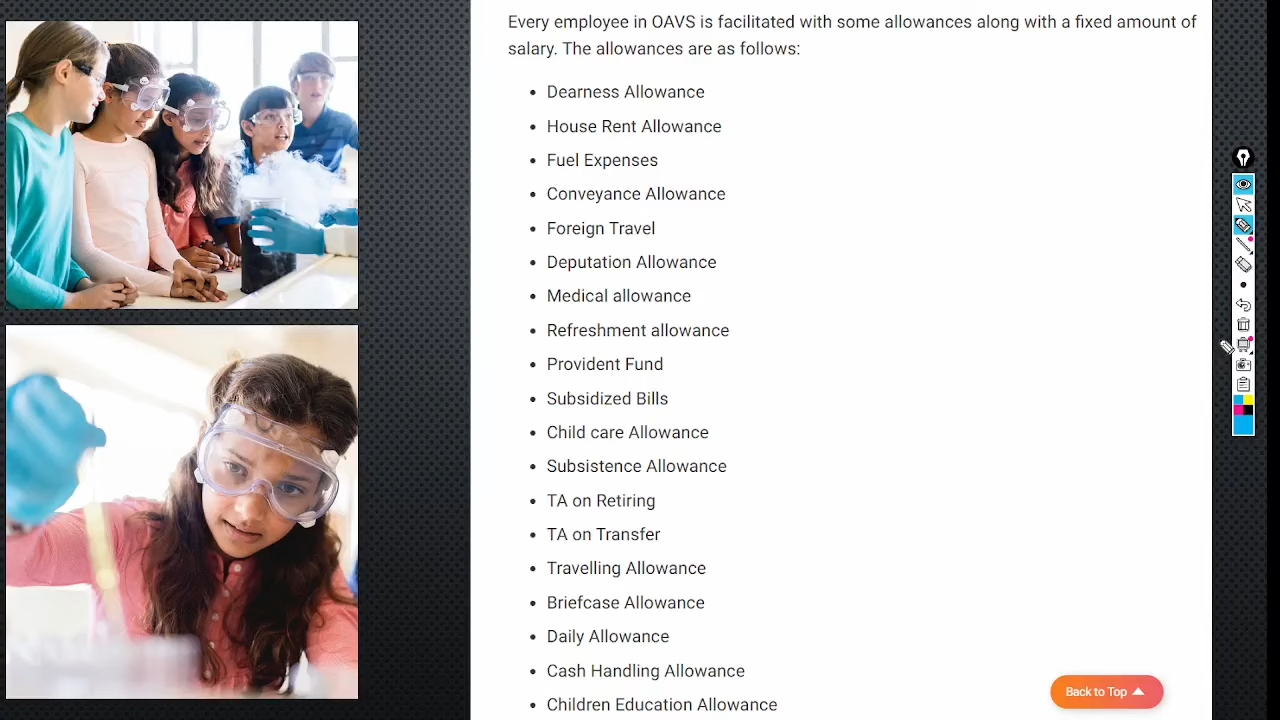 Every employee in OAVS is facilitated with some allowances along with a fixed amount of
salary. The allowances are as follows:
Dearness Allowance
House Rent Allowance
Fuel Expenses
Conveyance Allowance
Foreign Travel
Deputation Allowance
Medical allowance
Refreshment allowance
Provident Fund
Subsidized Bills
Child care Allowance
Subsistence Allowance
TA on Retiring
TA on Transfer
Travelling Allowance
Briefcase Allowance
Daily Allowance
Cash Handling Allowance
Children Education Allowance
Back to Top